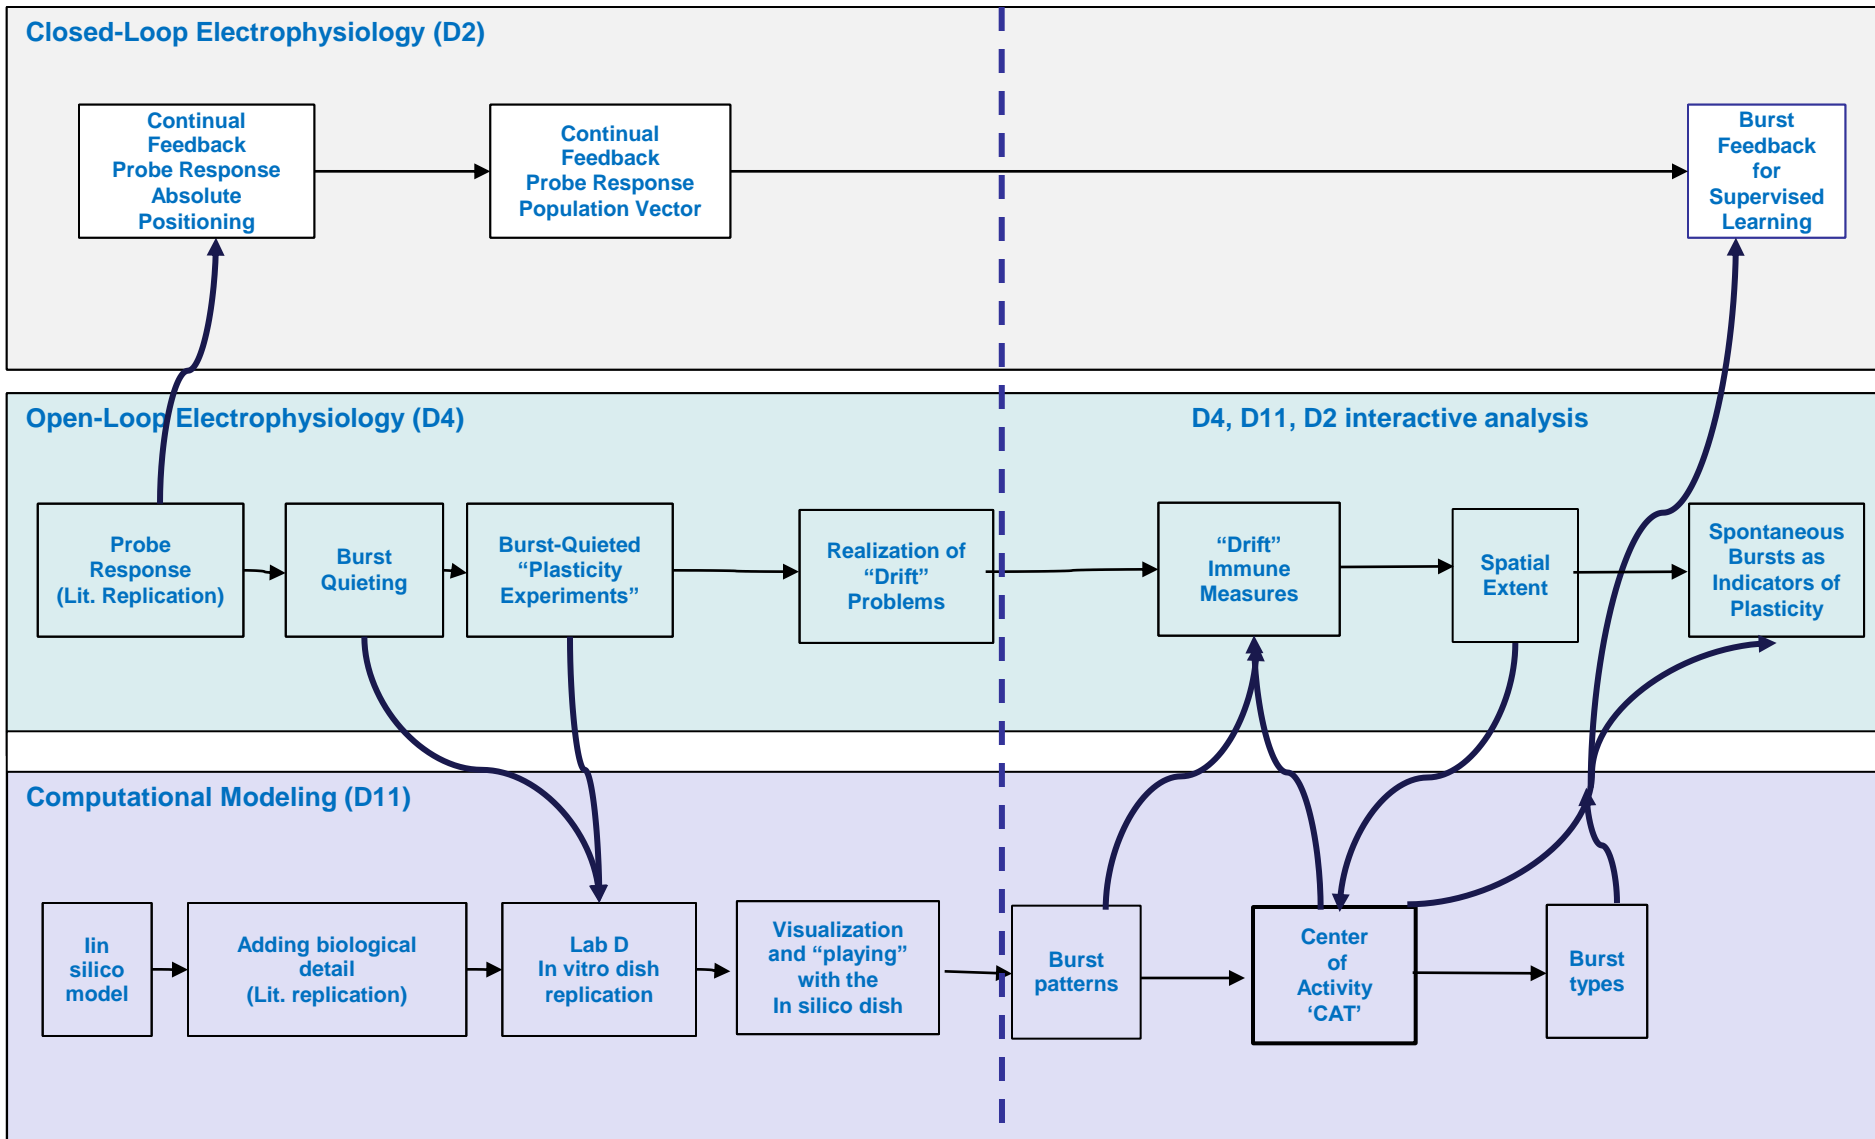 Closed-Loop Electrophysiology (D2)
Continual
Feedback
Probe Response
Absolute
Positioning
Continual
Feedback
Probe Response
Population Vector
Burst
Feedback
for
Supervised
Learning
Open-Loop Electrophysiology (D4)
D4, D11, D2 interactive analysis
Probe
Response
(Lit. Replication)
Burst
Quieting
Burst-Quieted
“Plasticity
Experiments”
Realization of
“Drift”
Problems
“Drift”
Immune
Measures
Spatial
Extent
Spontaneous
Bursts as
Indicators of
Plasticity
Computational Modeling (D11)
Iin
silico
model
Adding biological
detail
(Lit. replication)
Lab D
In vitro dish
replication
Visualization
and “playing”
with the
In silico dish
Burst
patterns
Center
of
Activity
‘CAT’
Burst
types